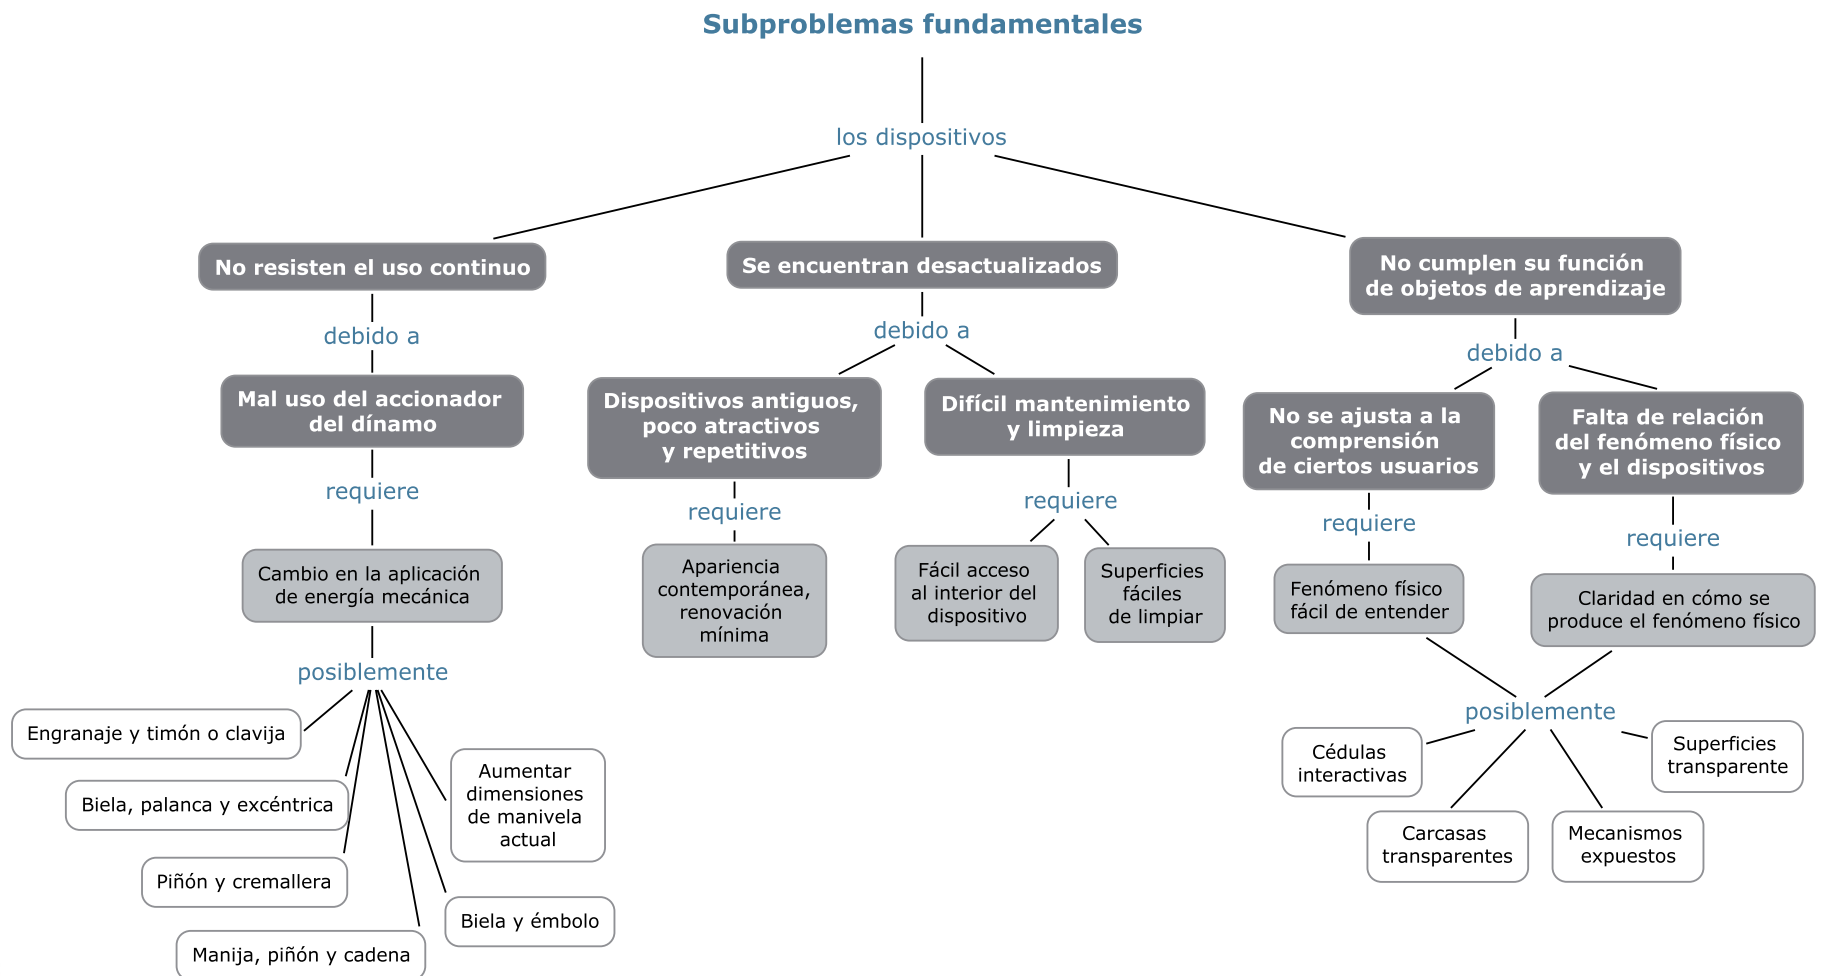 Subproblemas fundamentales
los dispositivos
No resisten el uso continuo
debido a
Mal uso del accionador
del dínamo
requiere
Cambio en la aplicación
de energía mecánica
posiblemente
Engranaje y timón o clavija
Biela, palanca y excéntrica
Piñón y cremallera
Manija, piñón y cadena
Biela y émbolo
Aumentar
dimensiones
de manivela
actual
Se encuentran desactualizados
debido a
Dispositivos antiguos,
poco atractivos
y repetitivos
requiere
Apariencia
contemporánea,
renovación
mínima
Difícil mantenimiento
y limpieza
requiere
Fácil acceso
al interior del
dispositivo
Superficies
fáciles
de limpiar
No cumplen su función
de objetos de aprendizaje
debido a
No se ajusta a la
comprensión
de ciertos usuarios
requiere
Fenómeno físico
fácil de entender
Falta de relación
del fenómeno físico
y el dispositivos
requiere
Claridad en cómo se
produce el fenómeno físico
posiblemente
Cédulas
interactivas
Carcasas
transparentes
Mecanismos
expuestos
Superficies
transparente